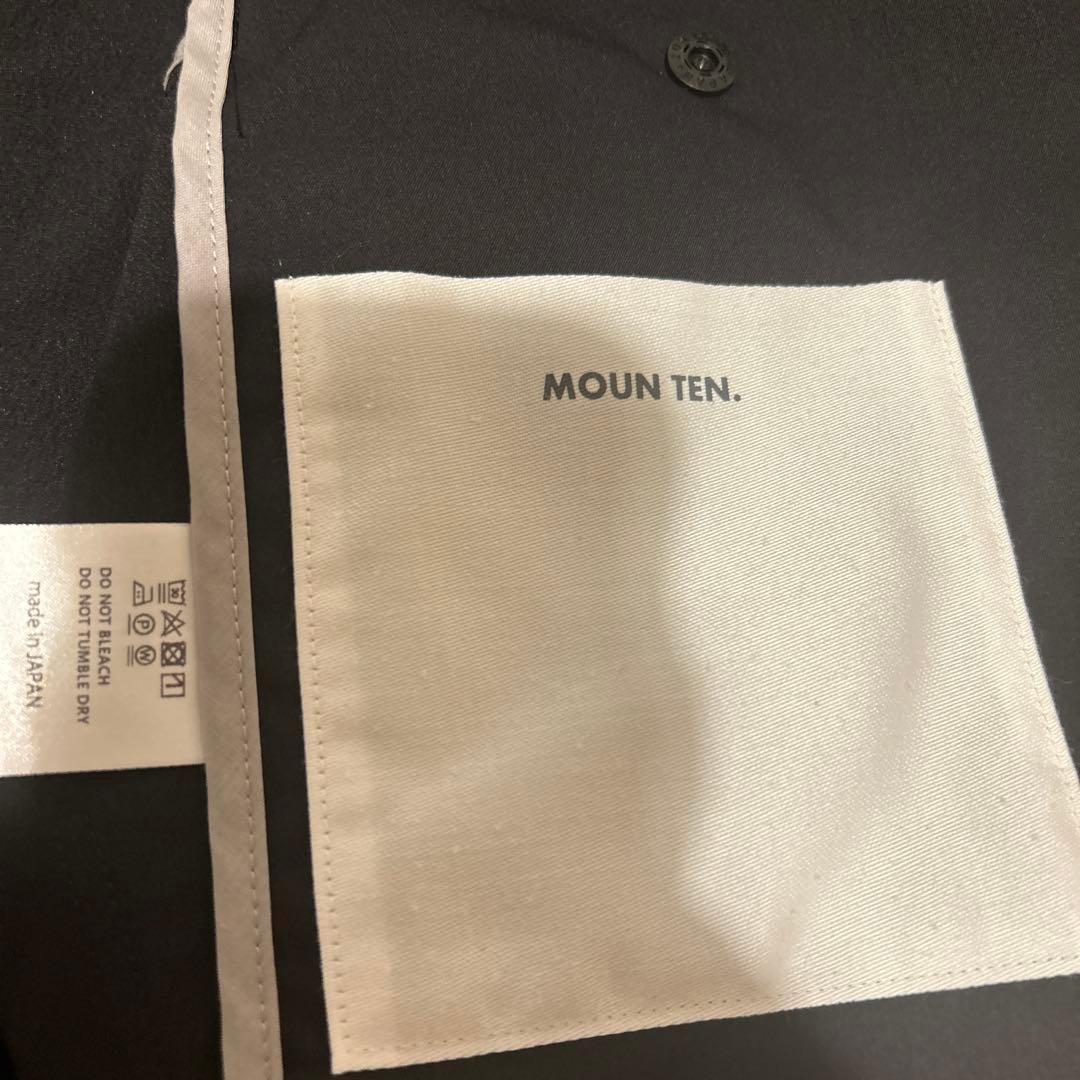 MOUN TEN.
DO NOT BLEACH
DO NOT TUMBLE DRY
made in JAPAN